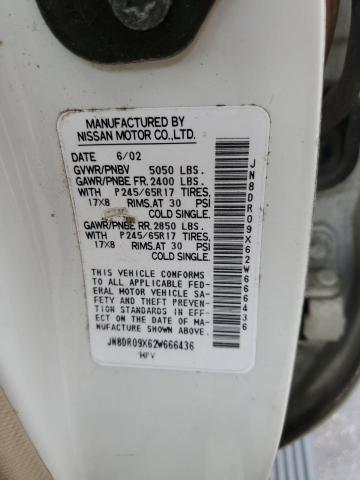 MANUFACTURED BY
NISSAN MOTOR CO.,LTD.
DATE 6/02
GVWR/PNBV 5050 LBS.
GAWR/PNBE FR. 2400 LBS.
WITH P245/65R17 TIRES,
17X8 RIMS.AT 30 PSI
COLD SINGLE.
GAWR/PNBE RR. 2850 LBS.
WITH P245/65R17 TIRES,
17X8 RIMS.AT 30 PSI
COLD SINGLE.
THIS VEHICLE CONFORMS
TO ALL APPLICABLE FED-
ERAL MOTOR VEHICLE SA-
FETY AND THEFT PREVENT-
ION STANDARDS IN EFF-
ECT ON THE DATE OF MA-
NUFACTURE SHOWN ABOVE.
JN8DR09X62W666436
MPV
JN8DR09X62W666436